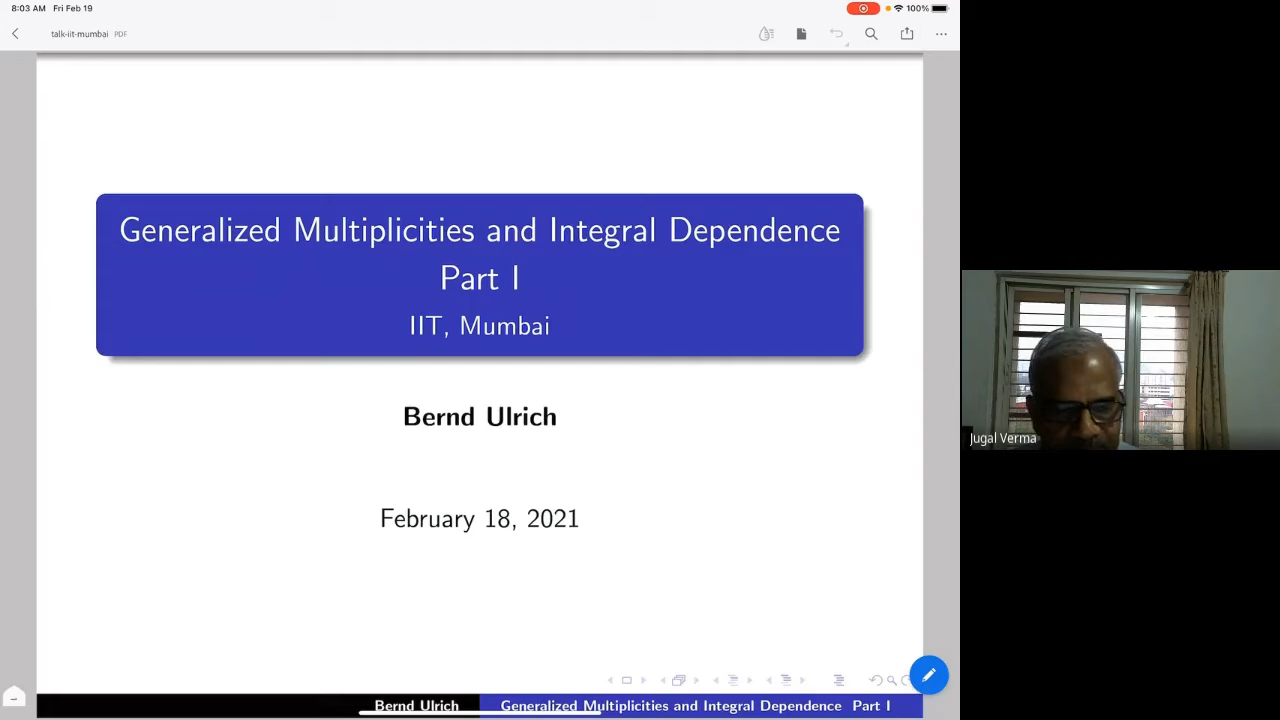 8:03 AM Fri Feb 19
100%
talk-iit-mumbai PDF
Generalized Multiplicities and Integral Dependence
Part I
IIT, Mumbai
Bernd Ulrich
February 18, 2021
Jugal Verma
Bernd Ulrich Generalized Multiplicities and Integral Dependence Part I